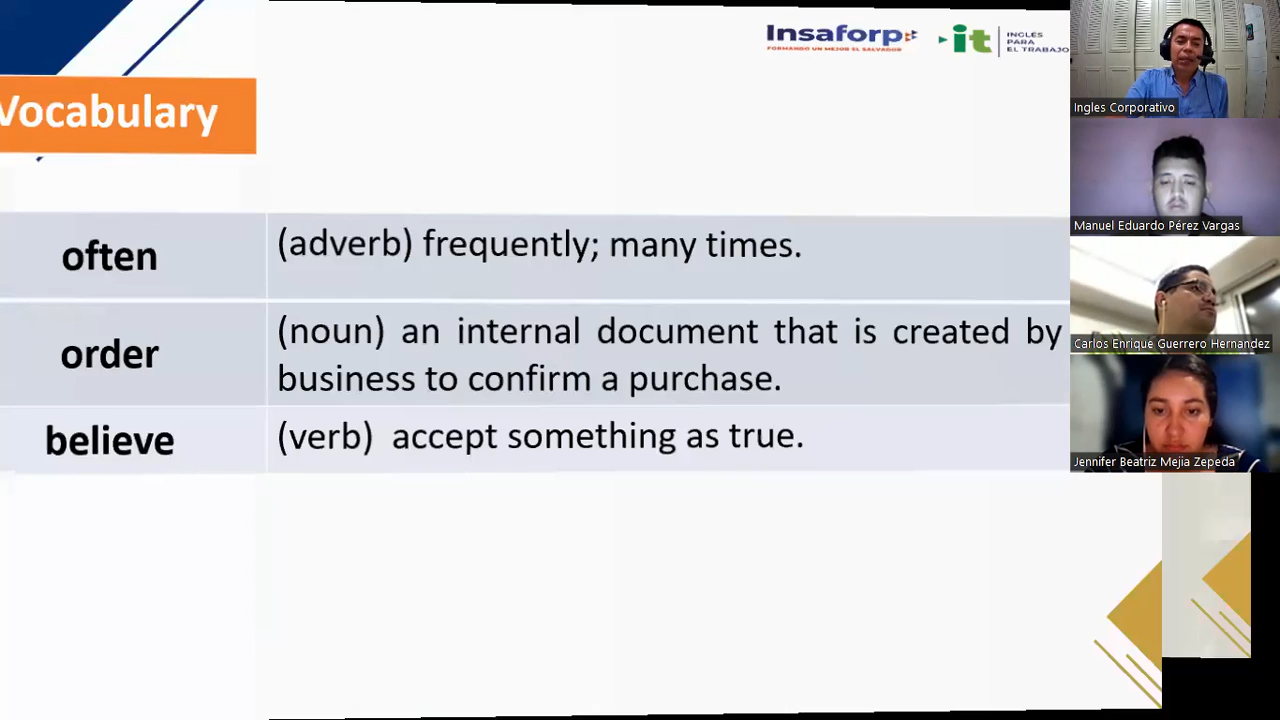 Insaforp
FORMANDO UN MEJOR EL SALVADOR
it
INGLÉS
PARA
EL TRABAJO
Vocabulary
often
(adverb) frequently; many times.
order
(noun) an internal document that is created by
business to confirm a purchase.
believe
(verb) accept something as true.
Ingles Corporativo
Manuel Eduardo Pérez Vargas
Carlos Enrique Guerrero Hernandez
Jennifer Beatriz Mejia Zepeda